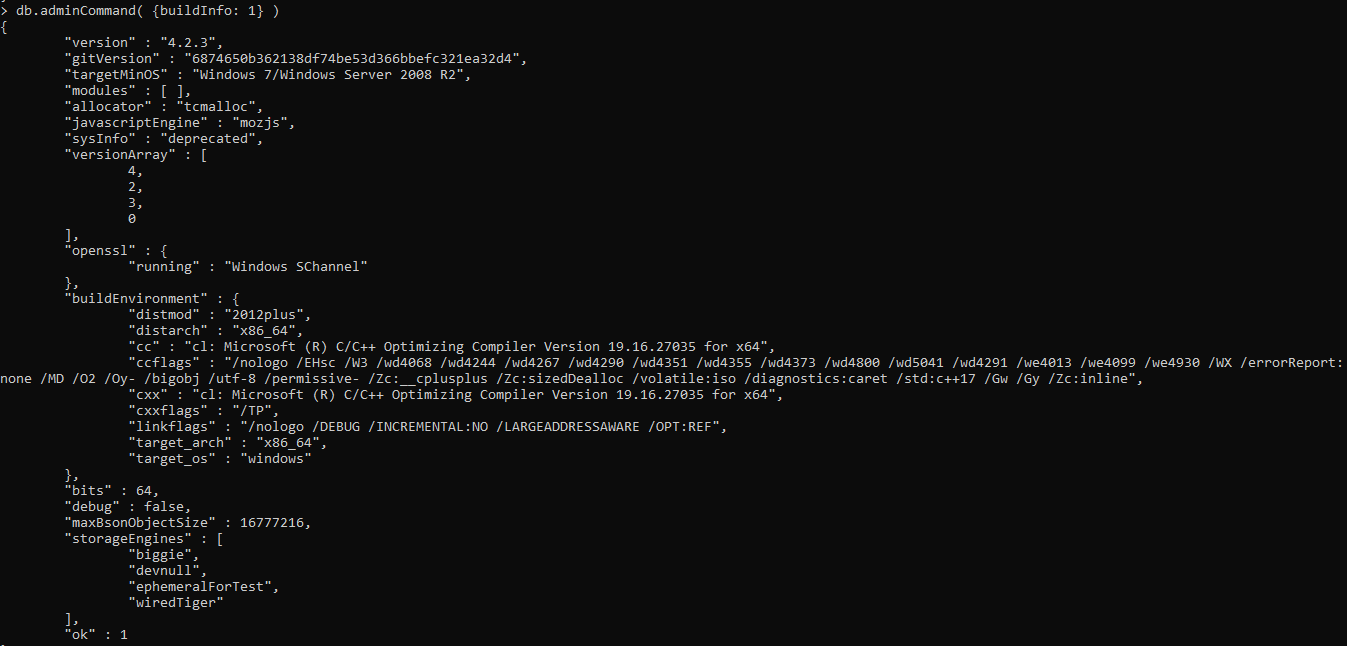 > db.adminCommand( {buildInfo: 1} )
{
"version" : "4.2.3",
"gitVersion" : "6874650b362138df74be53d366bbefc321ea32d4",
"targetMinOS" : "Windows 7/Windows Server 2008 R2",
"modules" : [ ],
"allocator" : "tcmalloc",
"javascriptEngine" : "mozjs",
"sysInfo" : "deprecated",
"versionArray" : [
4,
2,
3,
0
],
"openssl" : {
"running" : "Windows SChannel"
},
"buildEnvironment" : {
"distmod" : "2012plus",
"distarch" : "x86_64",
"cc" : "cl: Microsoft (R) C/C++ Optimizing Compiler Version 19.16.27035 for x64",
"ccflags" : "/nologo /EHsc /W3 /wd4068 /wd4244 /wd4267 /wd4290 /wd4351 /wd4355 /wd4373 /wd4800 /wd5041 /wd4291 /we4013 /we4099 /we4930 /WX /errorReport:
none /MD /O2 /Oy- /bigobj /utf-8 /permissive- /Zc:__cplusplus /Zc:sizedDealloc /volatile:iso /diagnostics:caret /std:c++17 /Gw /Gy /Zc:inline",
"cxx" : "cl: Microsoft (R) C/C++ Optimizing Compiler Version 19.16.27035 for x64",
"cxxflags" : "/TP",
"linkflags" : "/nologo /DEBUG /INCREMENTAL:NO /LARGEADDRESSAWARE /OPT:REF",
"target_arch" : "x86_64",
"target_os" : "windows"
},
"bits" : 64,
"debug" : false,
"maxBsonObjectSize" : 16777216,
"storageEngines" : [
"biggie",
"devnull",
"ephemeralForTest",
"wiredTiger"
],
"ok" : 1